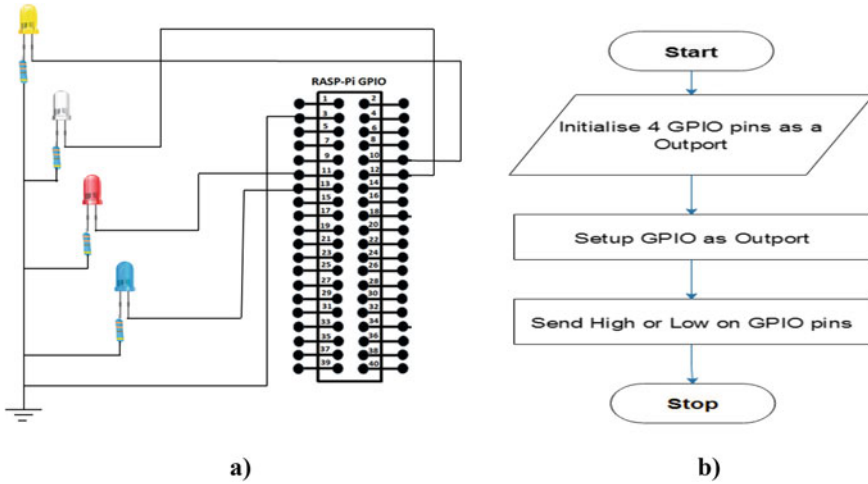 RASP-Pi GPIO
1 2
3 4
5 6
7 8
9 10
11 12
13 14
15 16
17 18
19 20
21 22
23 24
25 26
27 28
29 30
31 32
33 34
35 36
37 38
39 40
a)
Start
Initialise 4 GPIO pins as a
Outport
Setup GPIO as Outport
Send High or Low on GPIO pins
Stop
b)